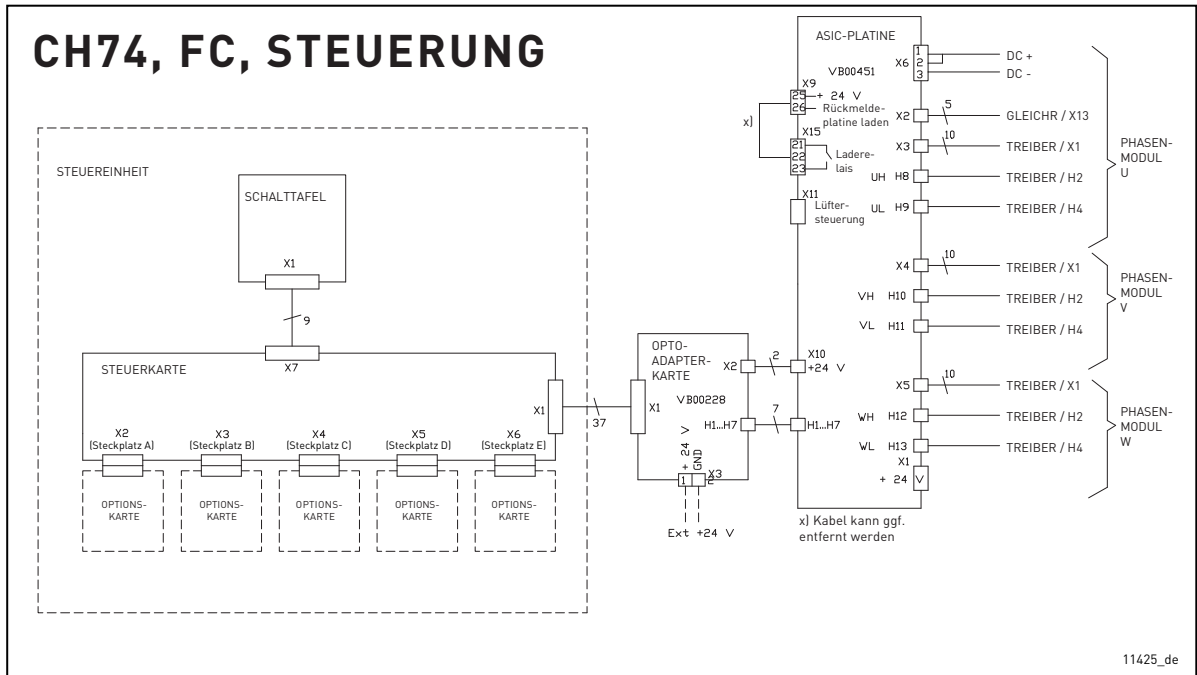 CH74, FC, STEUERUNG
STEUEREINHEIT
SCHALTTAFEL
X1
9
X7
STEUERKARTE
X1
37
X2
(Steckplatz A)
X3
(Steckplatz B)
X4
(Steckplatz C)
X5
(Steckplatz D)
X6
(Steckplatz E)
OPTIONS-
KARTE
OPTIONS-
KARTE
OPTIONS-
KARTE
OPTIONS-
KARTE
OPTIONS-
KARTE
OPTO-
ADAPTER-
KARTE
X1
X2
2
VB00228
H1...H7
7
+ 24 V
GND
1
2
X3
Ext +24 V
ASIC-PLATINE
VB00451
X9
25
+ 24 V
26
Rückmelde-
platine laden
x)
X15
21
22
23
Ladere-
lais
X11
Lüfter-
steuerung
X10
+24 V
H1...H7
X6
1
2
3
DC +
DC -
X2
5
GLEICHR / X13
X3
10
TREIBER / X1
UH H8
TREIBER / H2
UL H9
TREIBER / H4
PHASEN-
MODUL
U
X4
10
TREIBER / X1
VH H10
TREIBER / H2
VL H11
TREIBER / H4
PHASEN-
MODUL
V
X5
10
TREIBER / X1
WH H12
TREIBER / H2
WL H13
TREIBER / H4
PHASEN-
MODUL
W
X1
+ 24 V
x) Kabel kann ggf.
entfernt werden
11425_de